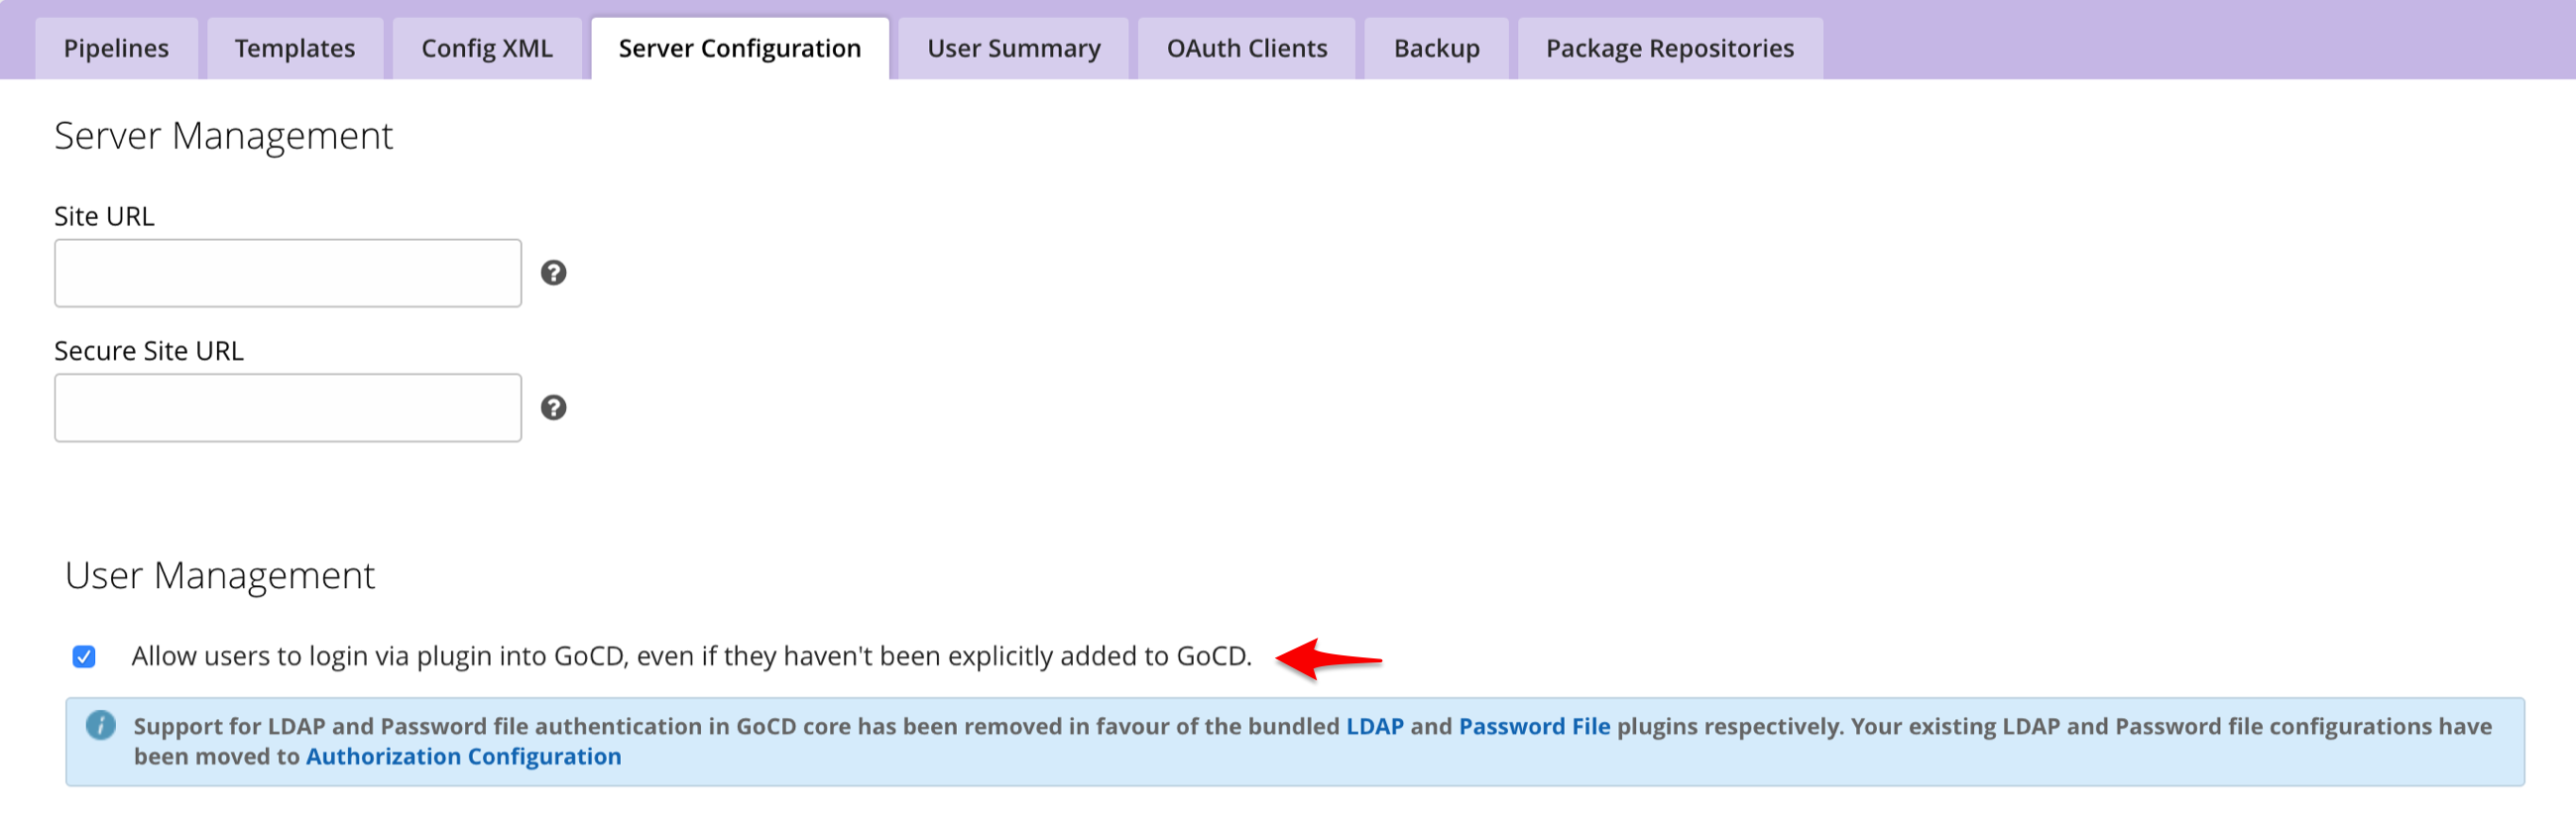 Pipelines Templates Config XML Server Configuration User Summary OAuth Clients Backup Package Repositories
Server Management
Site URL
?
Secure Site URL
?
User Management
Allow users to login via plugin into GoCD, even if they haven't been explicitly added to GoCD.
i Support for LDAP and Password file authentication in GoCD core has been removed in favour of the bundled LDAP and Password File plugins respectively. Your existing LDAP and Password file configurations have
been moved to Authorization Configuration